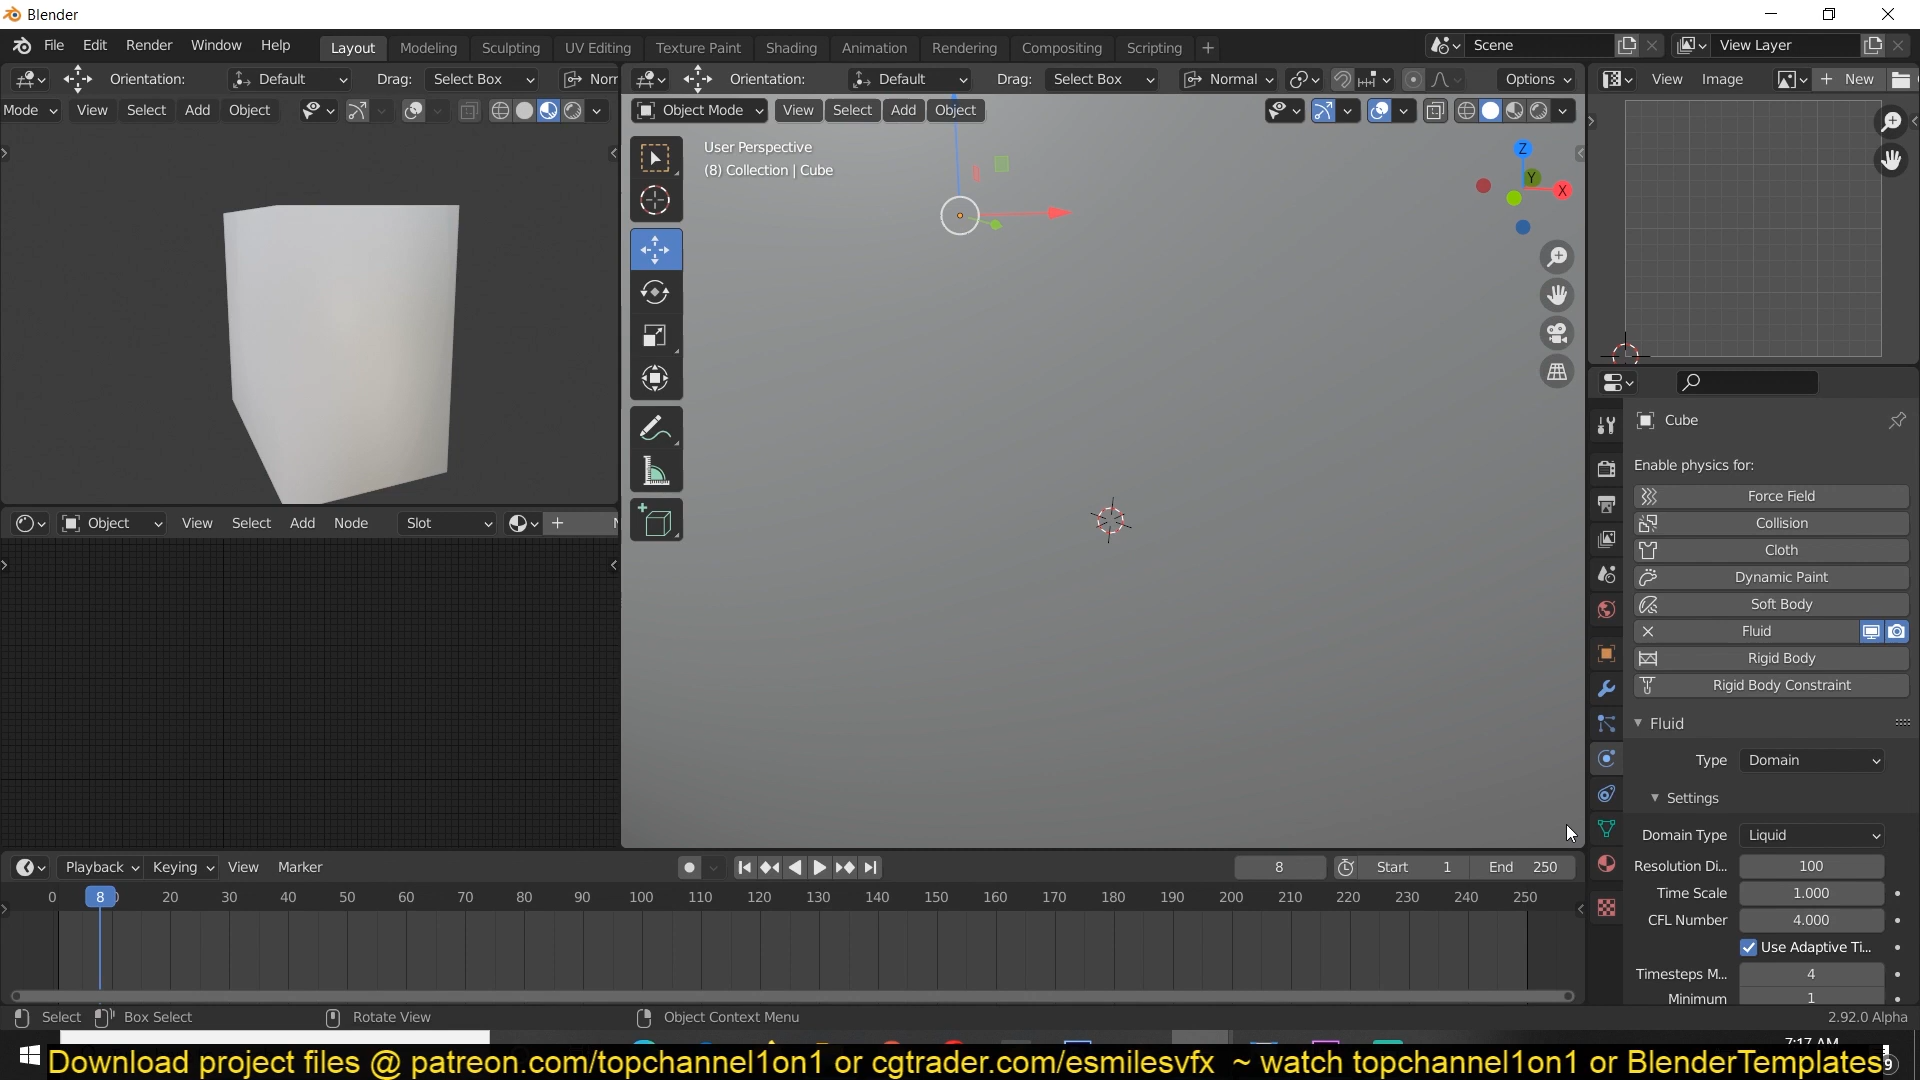 Blender
File Edit Render Window Help Layout Modeling Sculpting UV Editing Texture Paint Shading Animation Rendering Compositing Scripting + Scene View Layer
Orientation: Default Drag: Select Box Orientation: Default Drag: Select Box Normal Options View Image New
Mode View Select Add Object Object Mode View Select Add Object
User Perspective
(8) Collection | Cube
Z
Y
X
Cube
Enable physics for:
Force Field
Collision
Cloth
Dynamic Paint
Soft Body
Fluid
Rigid Body
Rigid Body Constraint
Fluid
Type Domain
Settings
Domain Type Liquid
Resolution Di... 100
Time Scale 1.000
CFL Number 4.000
Use Adaptive Ti...
Timesteps M... 4
Minimum 1
Object View Select Add Node Slot
Playback Keying View Marker 8 Start 1 End 250
0 8 20 30 40 50 60 70 80 90 100 110 120 130 140 150 160 170 180 190 200 210 220 230 240 250
Select Box Select Rotate View Object Context Menu 2.92.0 Alpha
7:17 AM
Download project files @ patreon.com/topchannel1on1 or cgtrader.com/esmilesvfx ~ watch topchannel1on1 or BlenderTemplates